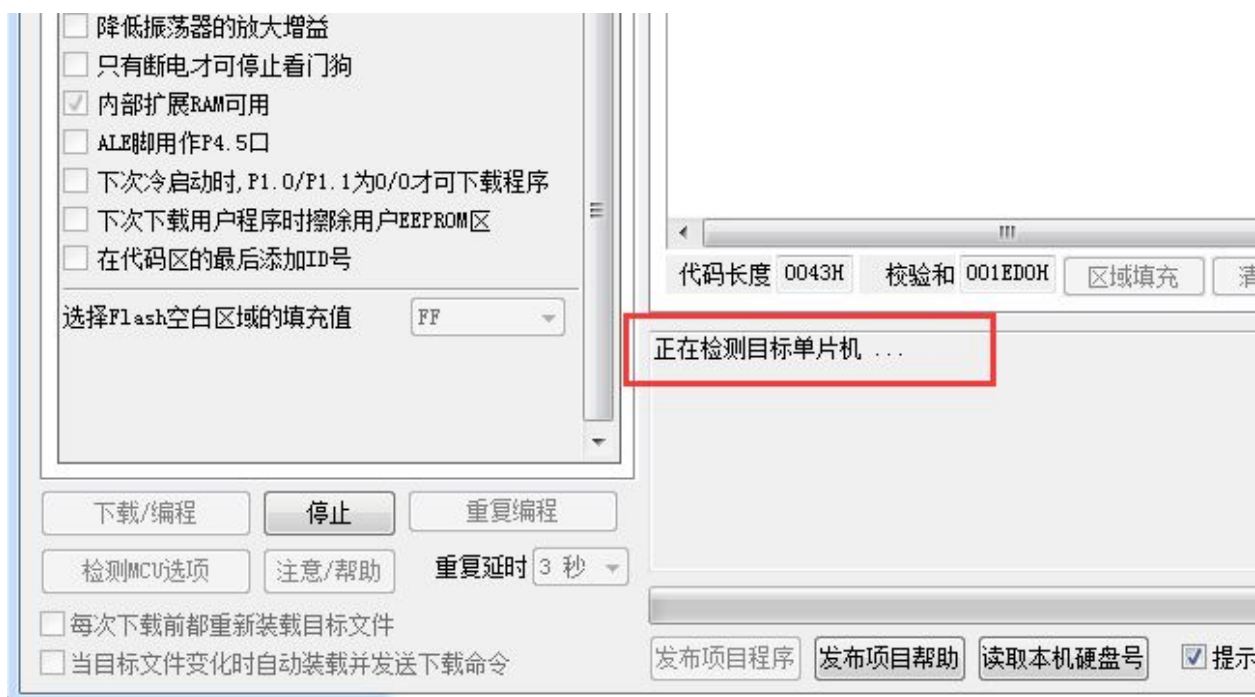 降低振荡器的放大增益
只有断电才可停止看门狗
内部扩展RAM可用
ALE脚用作P4.5口
下次冷启动时,P1.0/P1.1为0/0才可下载程序
下次下载用户程序时擦除用户EEPROM区
在代码区的最后添加ID号
选择Flash空白区域的填充值 FF
代码长度 0043H 校验和 001ED0H 区域填充 清
正在检测目标单片机 ...
下载/编程 停止 重复编程
检测MCU选项 注意/帮助 重复延时 3 秒
每次下载前都重新装载目标文件
当目标文件变化时自动装载并发送下载命令
发布项目程序 发布项目帮助 读取本机硬盘号 提示